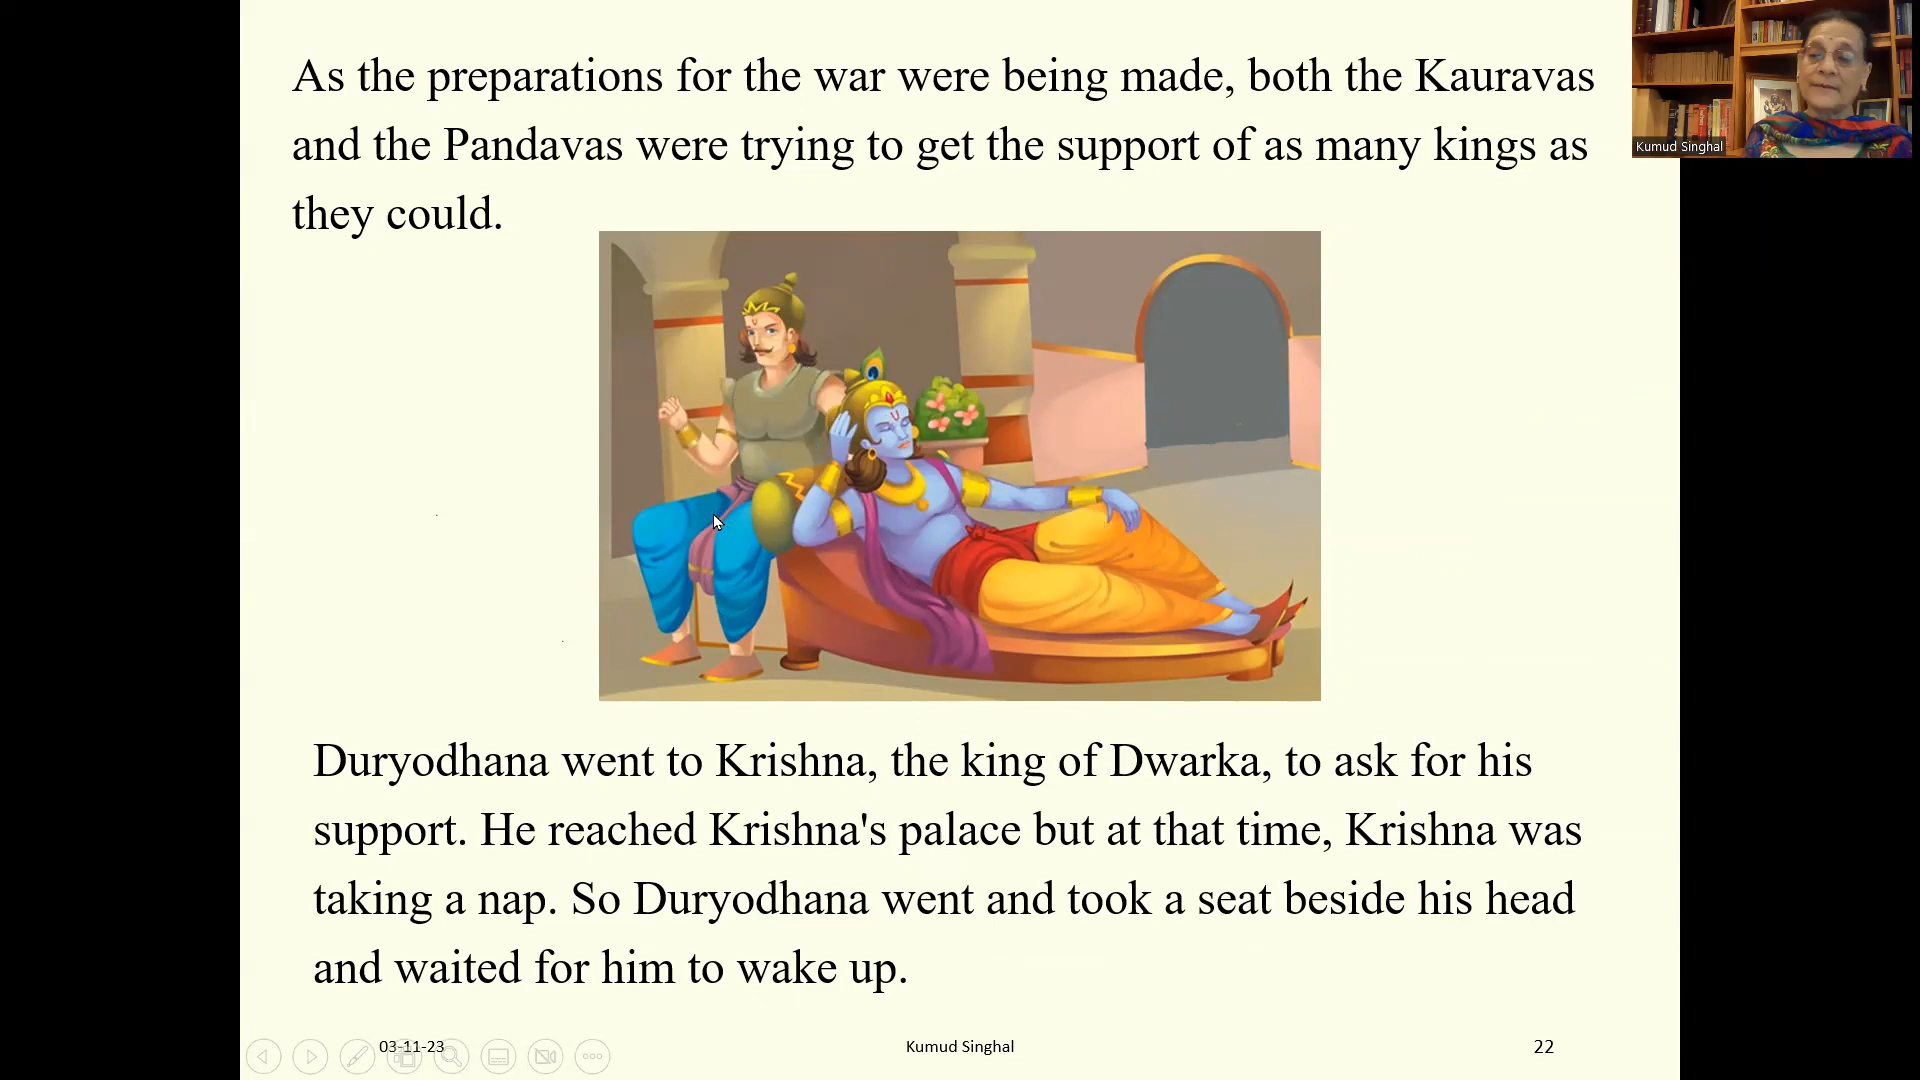 As the preparations for the war were being made, both the Kauravas
and the Pandavas were trying to get the support of as many kings as
they could.
Kumud Singhal
Duryodhana went to Krishna, the king of Dwarka, to ask for his
support. He reached Krishna's palace but at that time, Krishna was
taking a nap. So Duryodhana went and took a seat beside his head
and waited for him to wake up.
03-11-23
Kumud Singhal
22